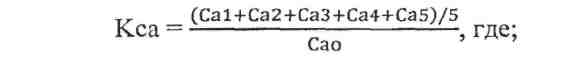 Kca = (Ca1+Ca2+Ca3+Ca4+Ca5)/5 / Cao, где;